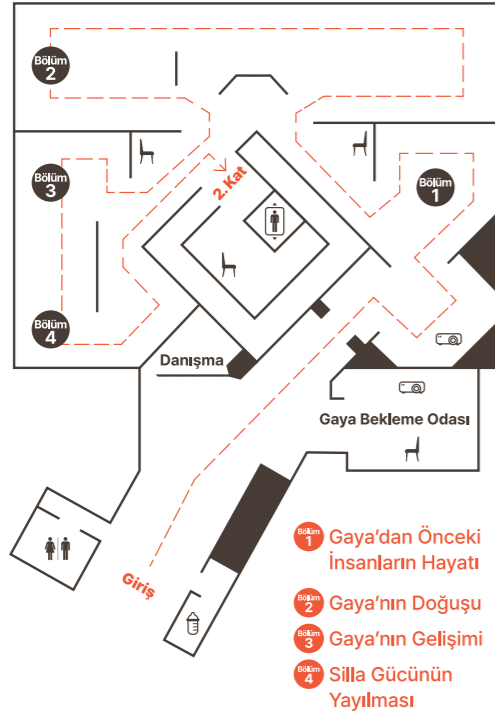 Bölüm
2
Bölüm
3
2.Kat
Bölüm
1
Bölüm
4
Danışma
Gaya Bekleme Odası
Giriş
Bölüm
1
Gaya’dan Önceki
İnsanların Hayatı
Bölüm
2
Gaya’nın Doğuşu
Bölüm
3
Gaya’nın Gelişimi
Bölüm
4
Silla Gücünün
Yayılması